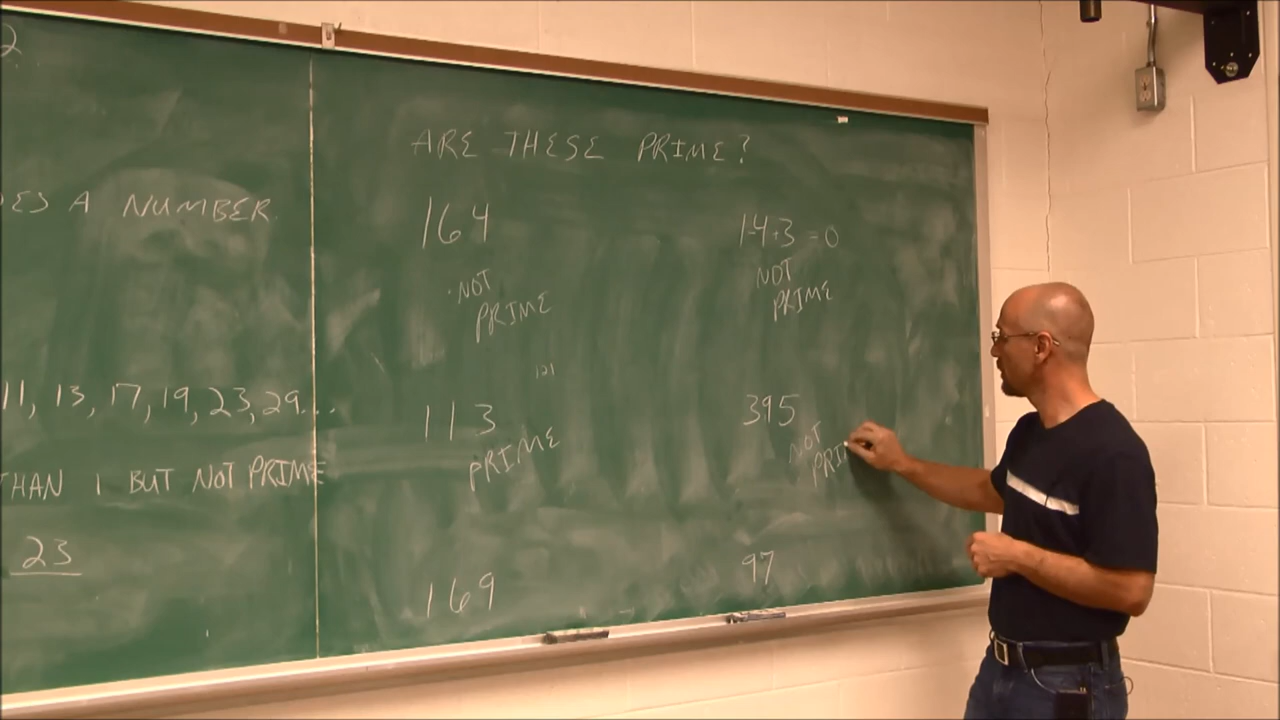 2
ES A NUMBER
11, 13, 17, 19, 23, 29...
THAN 1 BUT NOT PRIME
23
ARE THESE PRIME?
164
NOT
PRIME
1-4+3=0
NOT
PRIME
121
113
PRIME
395
NOT
PRI
169
97